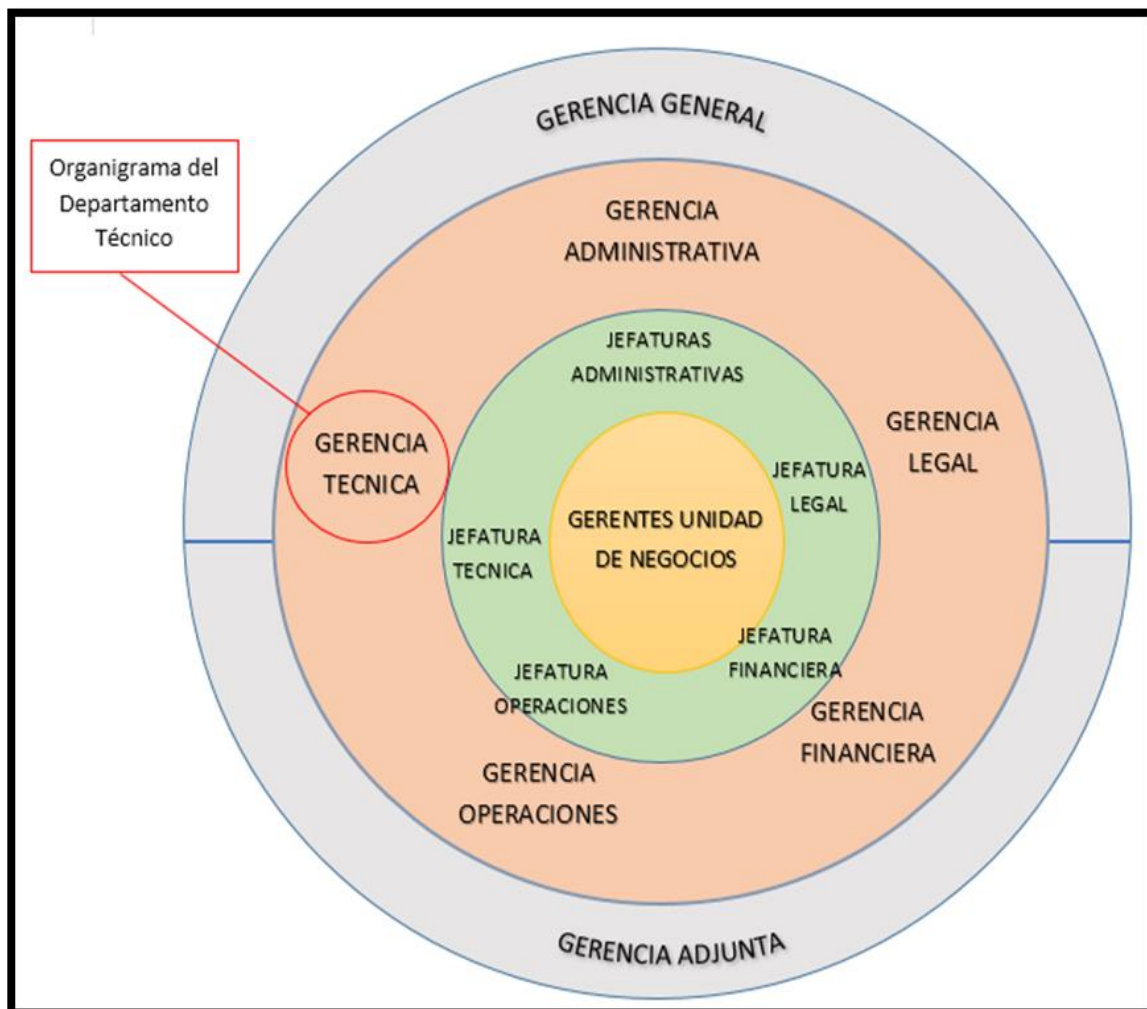 GERENCIA GENERAL
Organigrama del
Departamento
Técnico
GERENCIA
ADMINISTRATIVA
JEFATURAS
ADMINISTRATIVAS
GERENCIA
TECNICA
GERENCIA
LEGAL
JEFATURA
LEGAL
JEFATURA
TECNICA
GERENTES UNIDAD
DE NEGOCIOS
JEFATURA
FINANCIERA
JEFATURA
OPERACIONES
GERENCIA
FINANCIERA
GERENCIA
OPERACIONES
GERENCIA ADJUNTA